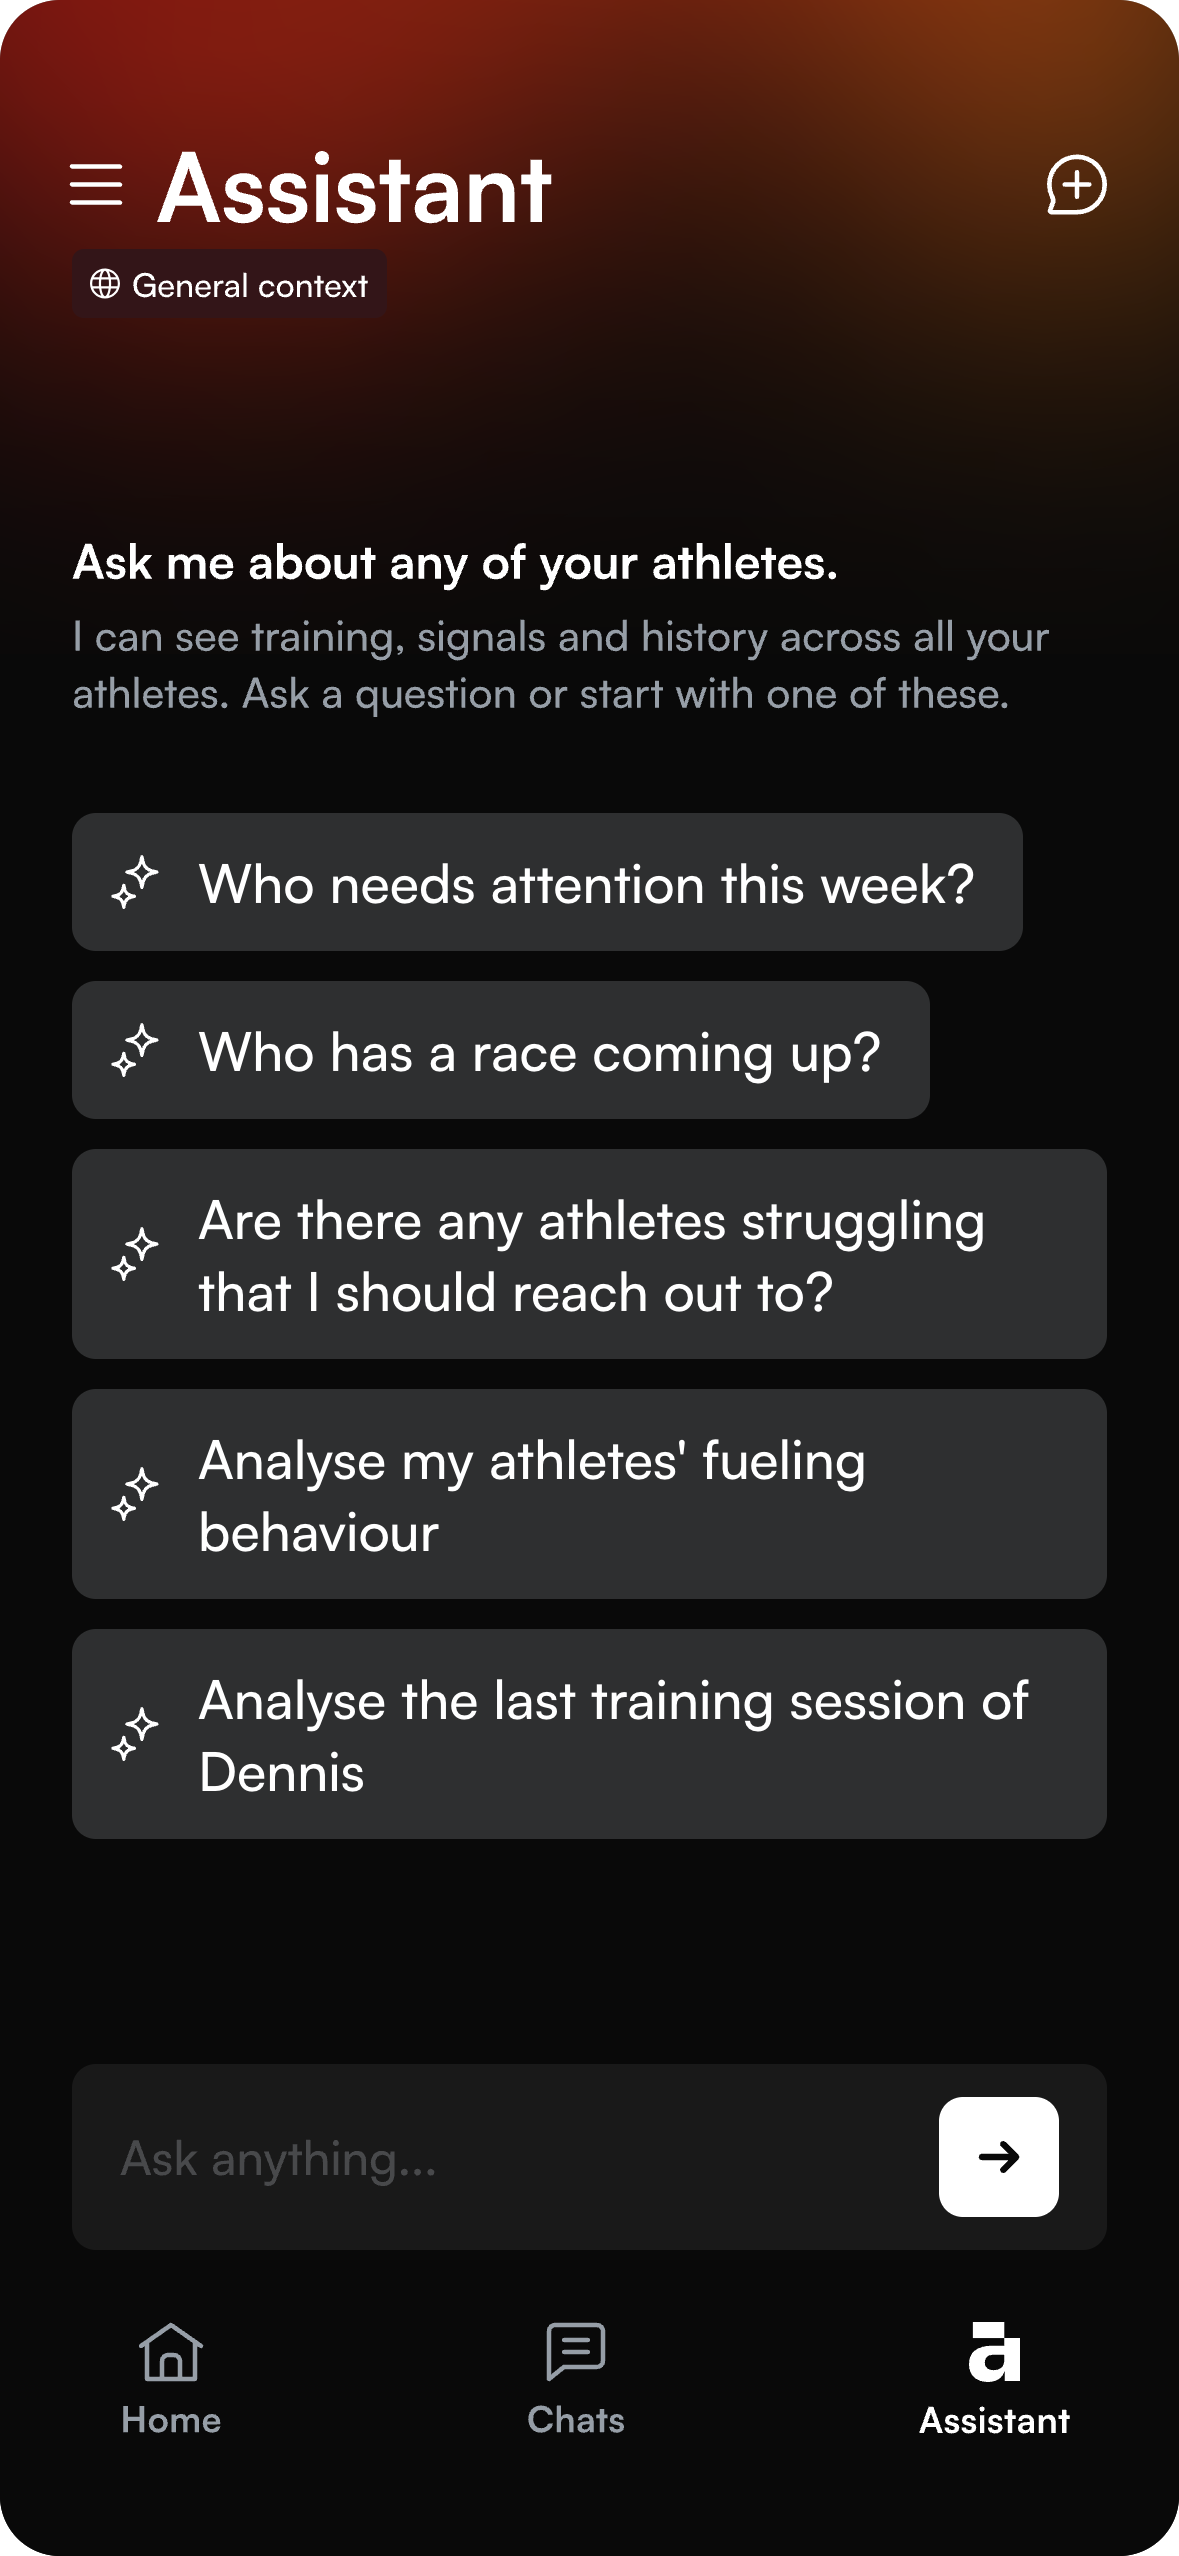 Assistant
General context
Ask me about any of your athletes.
I can see training, signals and history across all your
athletes. Ask a question or start with one of these.
Who needs attention this week?
Who has a race coming up?
Are there any athletes struggling
that I should reach out to?
Analyse my athletes' fueling
behaviour
Analyse the last training session of
Dennis
Ask anything...
Home
Chats
Assistant